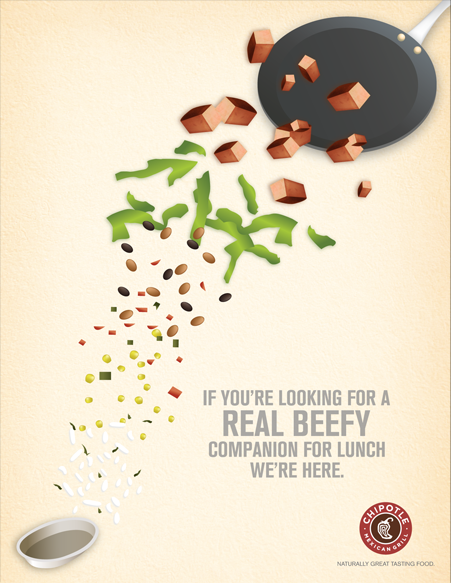 IF YOU'RE LOOKING FOR A
REAL BEEFY
COMPANION FOR LUNCH
WE'RE HERE.
CHIPOTLE
MEXICAN GRILL
NATURALLY GREAT TASTING FOOD.